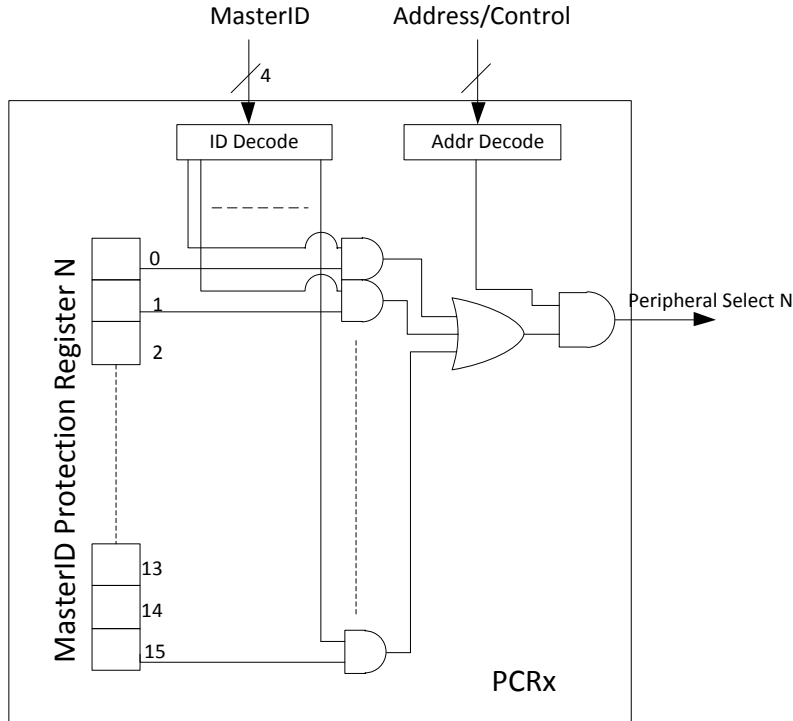 MasterID
Address/Control
4
ID Decode
Addr Decode
MasterID Protection Register N
0
1
2
13
14
15
Peripheral Select N
PCRx